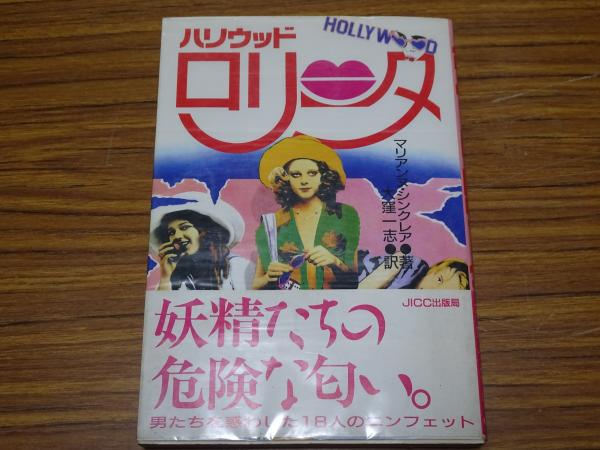 HOLLYWOOD
ハリウッド
ロリータ
マリアンヌ・シンクレア●著
大窪一志●訳
JICC出版局
妖精たちの
危険な匂い。
男たちを惑わした18人のニンフェット